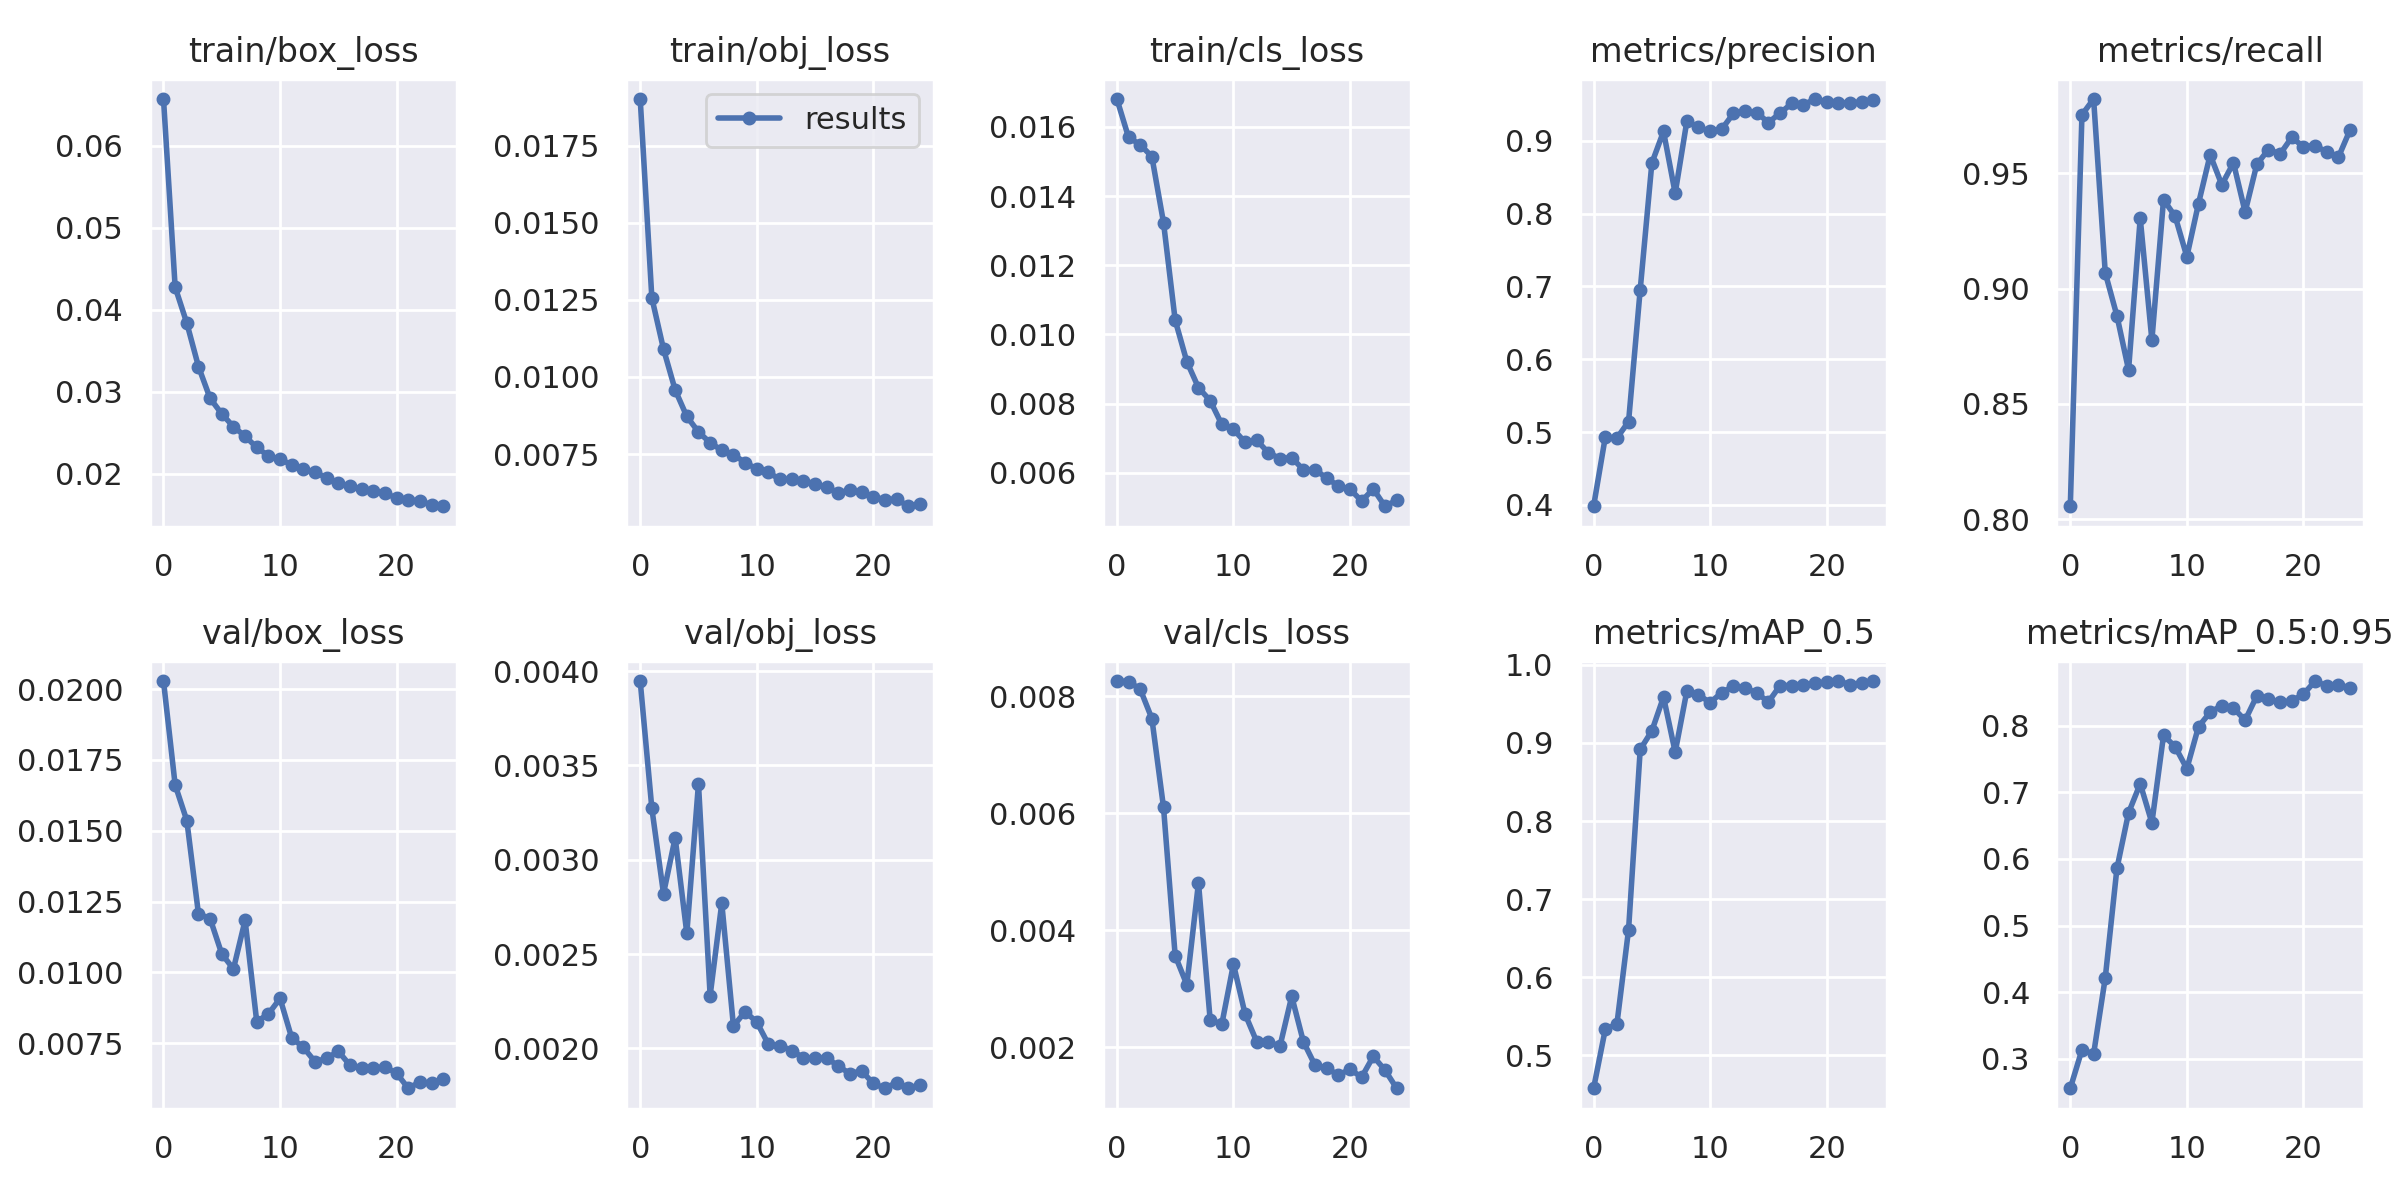 train/box_loss
0.06
0.05
0.04
0.03
0.02
0 10 20
train/obj_loss
results
0.0175
0.0150
0.0125
0.0100
0.0075
0 10 20
train/cls_loss
0.016
0.014
0.012
0.010
0.008
0.006
0 10 20
metrics/precision
0.9
0.8
0.7
0.6
0.5
0.4
0 10 20
metrics/recall
0.95
0.90
0.85
0.80
0 10 20
val/box_loss
0.0200
0.0175
0.0150
0.0125
0.0100
0.0075
0 10 20
val/obj_loss
0.0040
0.0035
0.0030
0.0025
0.0020
0 10 20
val/cls_loss
0.008
0.006
0.004
0.002
0 10 20
metrics/mAP_0.5
1.0
0.9
0.8
0.7
0.6
0.5
0 10 20
metrics/mAP_0.5:0.95
0.8
0.7
0.6
0.5
0.4
0.3
0 10 20